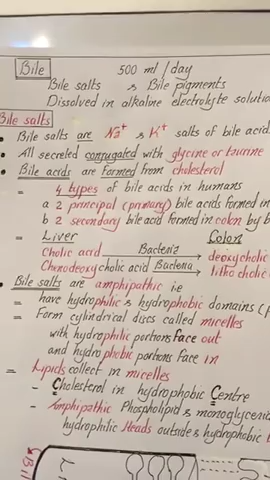 Bile 500 ml / day
Bile salts & Bile pigments
Dissolved in alkaline electrolyte solutio
Bile salts
• Bile salts are Na+ & K+ salts of bile acid
• All secreted conjugated with glycine or taurine
• Bile acids are formed from cholesterol
= 4 types of bile acids in humans
a 2 principal (primary) bile acids formed in
b 2 secondary bile acid formed in colon by b
= Liver Colon
Cholic acid Bacteria deoxycholic
Chenodeoxycholic acid Bacteria lithocholic
• Bile salts are amphipathic ie
= have hydrophilic & hydrophobic domains (
= Form cylindrical discs called micelles
with hydrophilic portions face out
and hydrophobic portions face in
= Lipids collect in micelles
- Cholesterol in hydrophobic Centre
- Amphipathic Phospholipid & monoglyceri
hydrophilic Heads outside & hydrophobic